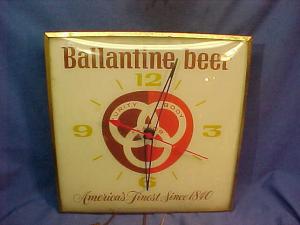 Ballantine beer
12
PURITY BODY
9 3
6
America's Finest Since 1840